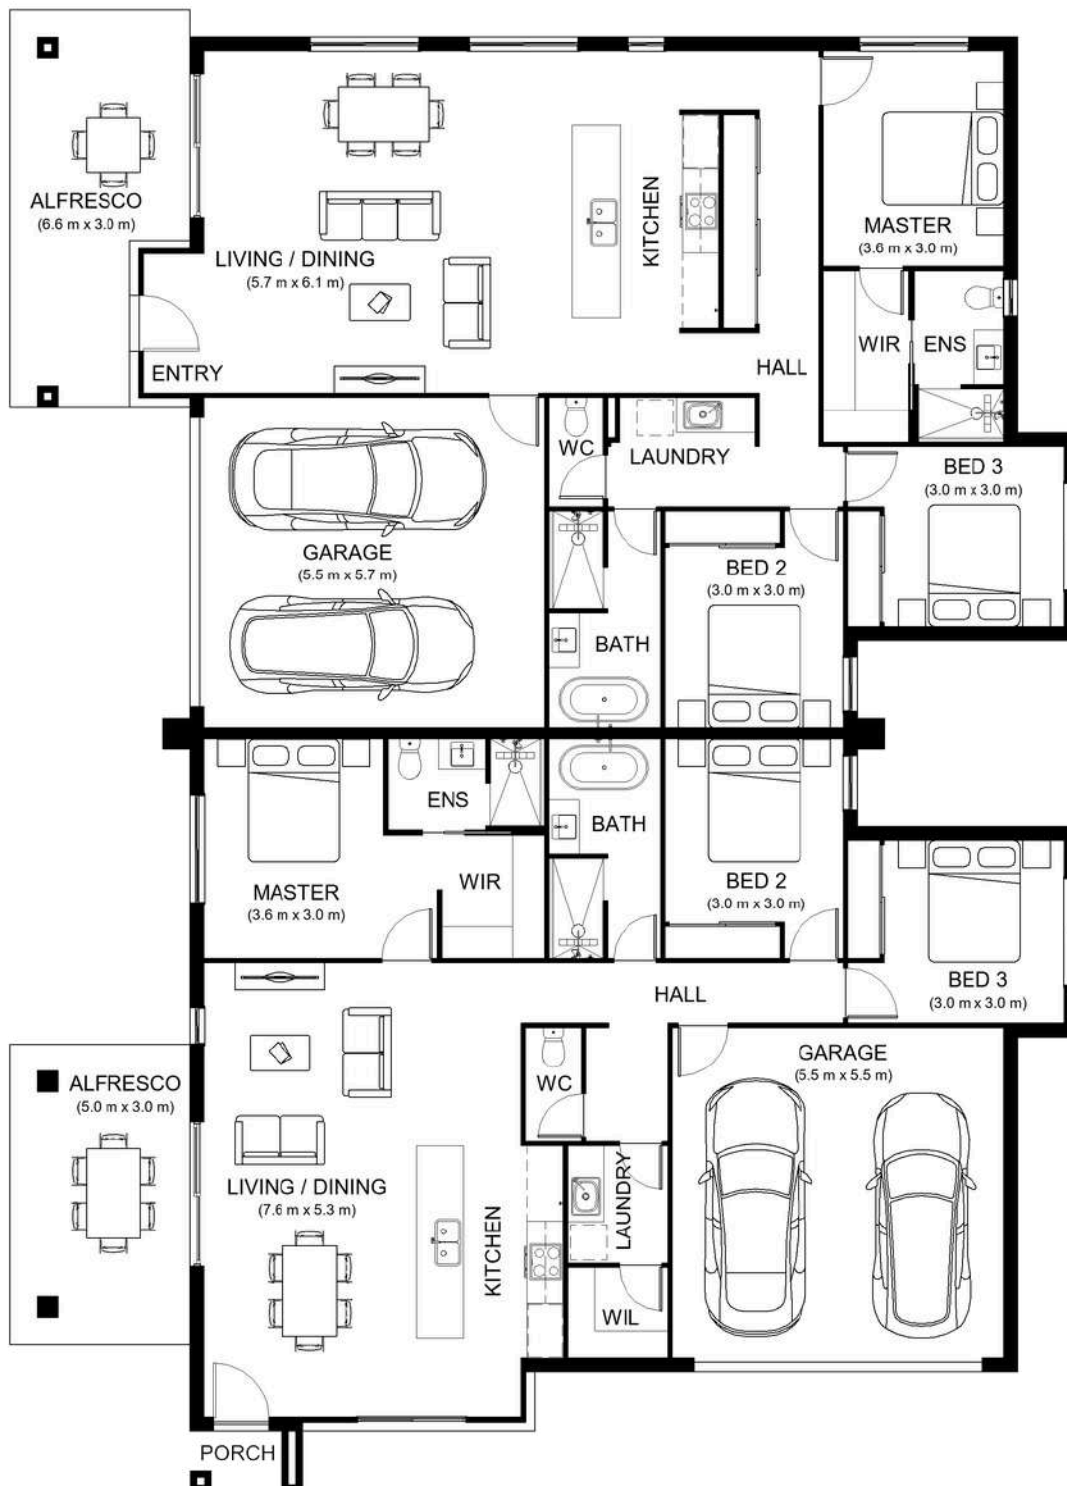 ALFRESCO
(6.6 m x 3.0 m)
LIVING / DINING
(5.7 m x 6.1 m)
KITCHEN
MASTER
(3.6 m x 3.0 m)
ENTRY
HALL
WIR
ENS
WC
LAUNDRY
BED 3
(3.0 m x 3.0 m)
GARAGE
(5.5 m x 5.7 m)
BED 2
(3.0 m x 3.0 m)
BATH
ENS
BATH
MASTER
(3.6 m x 3.0 m)
WIR
BED 2
(3.0 m x 3.0 m)
HALL
BED 3
(3.0 m x 3.0 m)
ALFRESCO
(5.0 m x 3.0 m)
WC
GARAGE
(5.5 m x 5.5 m)
LIVING / DINING
(7.6 m x 5.3 m)
KITCHEN
LAUNDRY
WIL
PORCH